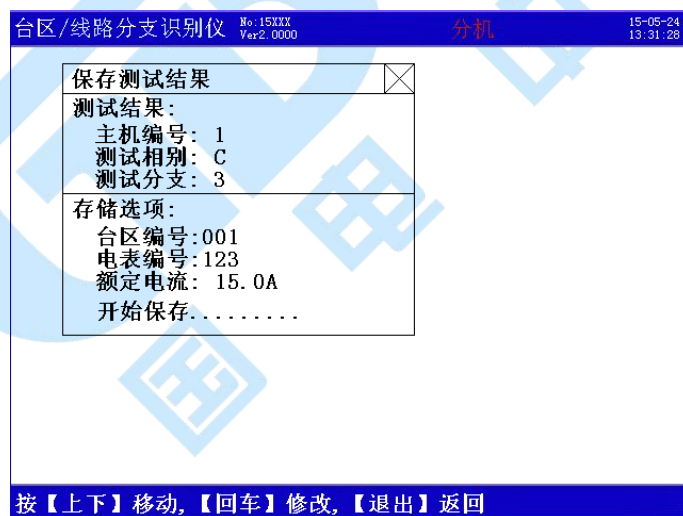 台区/线路分支识别仪 No:15XXX Ver2.0000 分机 15-05-24 13:31:28
保存测试结果
测试结果:
主机编号: 1
测试相别: C
测试分支: 3
存储选项:
台区编号:001
电表编号:123
额定电流: 15.0A
开始保存.........
按【上下】移动,【回车】修改,【退出】返回
国电